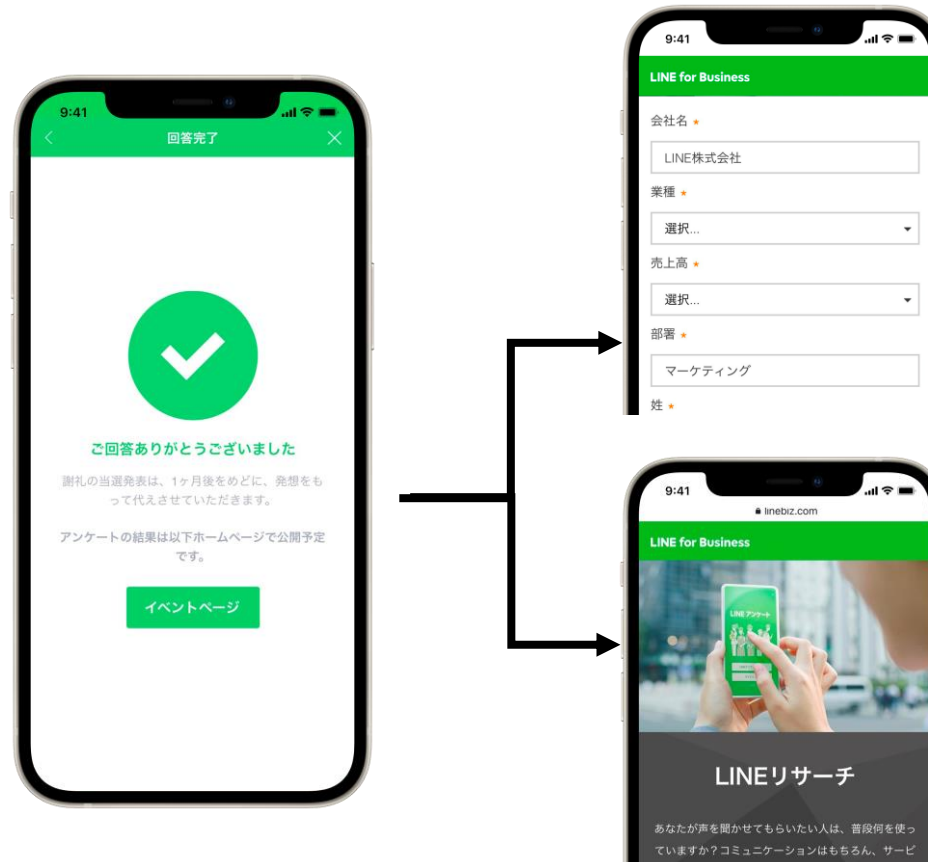 9:41
回答完了
ご回答ありがとうございました
謝礼の当選発表は、1ヶ月後をめどに、発想をも
って代えさせていただきます。
アンケートの結果は以下ホームページで公開予定
です。
イベントページ
9:41
LINE for Business
会社名 ★
LINE株式会社
業種 ★
選択...
売上高 ★
選択...
部署 ★
マーケティング
姓 ★
9:41
linebiz.com
LINE for Business
LINE アンケート
LINEリサーチ
あなたが声を聞かせてもらいたい人は、普段何を使っ
ていますか？コミュニケーションはもちろん、サービ